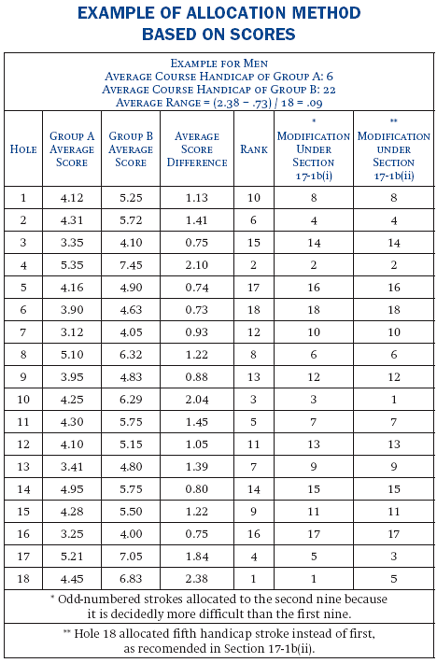 EXAMPLE OF ALLOCATION METHOD
BASED ON SCORES
EXAMPLE FOR MEN
AVERAGE COURSE HANDICAP OF GROUP A: 6
AVERAGE COURSE HANDICAP OF GROUP B: 22
AVERAGE RANGE = (2.38 – .73) / 18 = .09
HOLE GROUP A AVERAGE SCORE GROUP B AVERAGE SCORE AVERAGE SCORE DIFFERENCE RANK * MODIFICATION UNDER SECTION 17-1b(i) ** MODIFICATION UNDER SECTION 17-1b(ii)
1 4.12 5.25 1.13 10 8 8
2 4.31 5.72 1.41 6 4 4
3 3.35 4.10 0.75 15 14 14
4 5.35 7.45 2.10 2 2 2
5 4.16 4.90 0.74 17 16 16
6 3.90 4.63 0.73 18 18 18
7 3.12 4.05 0.93 12 10 10
8 5.10 6.32 1.22 8 6 6
9 3.95 4.83 0.88 13 12 12
10 4.25 6.29 2.04 3 3 1
11 4.30 5.75 1.45 5 7 7
12 4.10 5.15 1.05 11 13 13
13 3.41 4.80 1.39 7 9 9
14 4.95 5.75 0.80 14 15 15
15 4.28 5.50 1.22 9 11 11
16 3.25 4.00 0.75 16 17 17
17 5.21 7.05 1.84 4 5 3
18 4.45 6.83 2.38 1 1 5
* Odd-numbered strokes allocated to the second nine because
it is decidedly more difficult than the first nine.
** Hole 18 allocated fifth handicap stroke instead of first,
as recomended in Section 17-1b(ii).